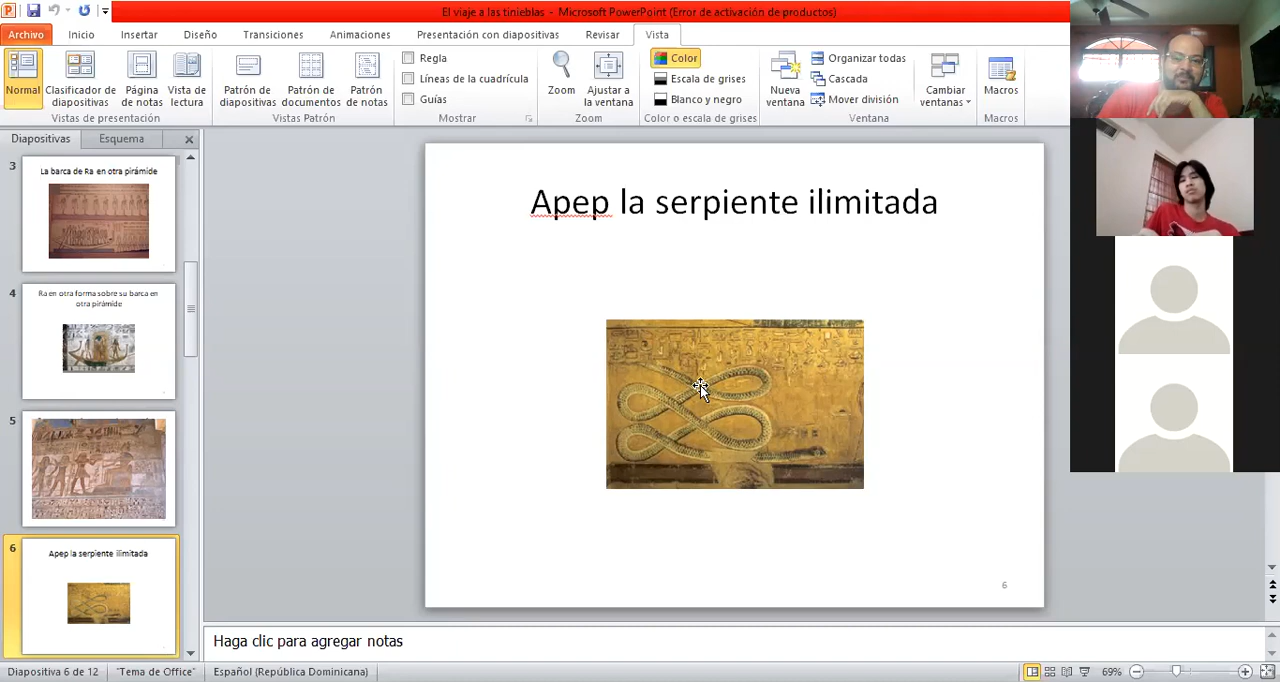 El viaje a las tinieblas - Microsoft PowerPoint (Error de activación de productos)
Archivo Inicio Insertar Diseño Transiciones Animaciones Presentación con diapositivas Revisar Vista
Normal
Clasificador de diapositivas
Página de notas
Vista de lectura
Patrón de diapositivas
Patrón de documentos
Patrón de notas
Regla
Líneas de la cuadrícula
Guías
Zoom
Ajustar a la ventana
Color
Escala de grises
Blanco y negro
Nueva ventana
Organizar todas
Cascada
Mover división
Cambiar ventanas
Macros
Vistas de presentación
Vistas Patrón
Mostrar
Zoom
Color o escala de grises
Ventana
Macros
Diapositivas Esquema
3
La barca de Ra en otra pirámide
4
Ra en otra forma sobre su barca en
otra pirámide
5
6
Apep la serpiente ilimitada
Apep la serpiente ilimitada
6
Haga clic para agregar notas
Diapositiva 6 de 12 "Tema de Office" Español (República Dominicana) 69%